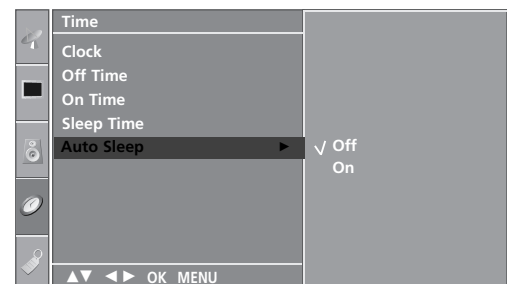 Time
Clock
Off Time
On Time
Sleep Time
Auto Sleep ► √ Off
On
▲▼ ◄► OK MENU